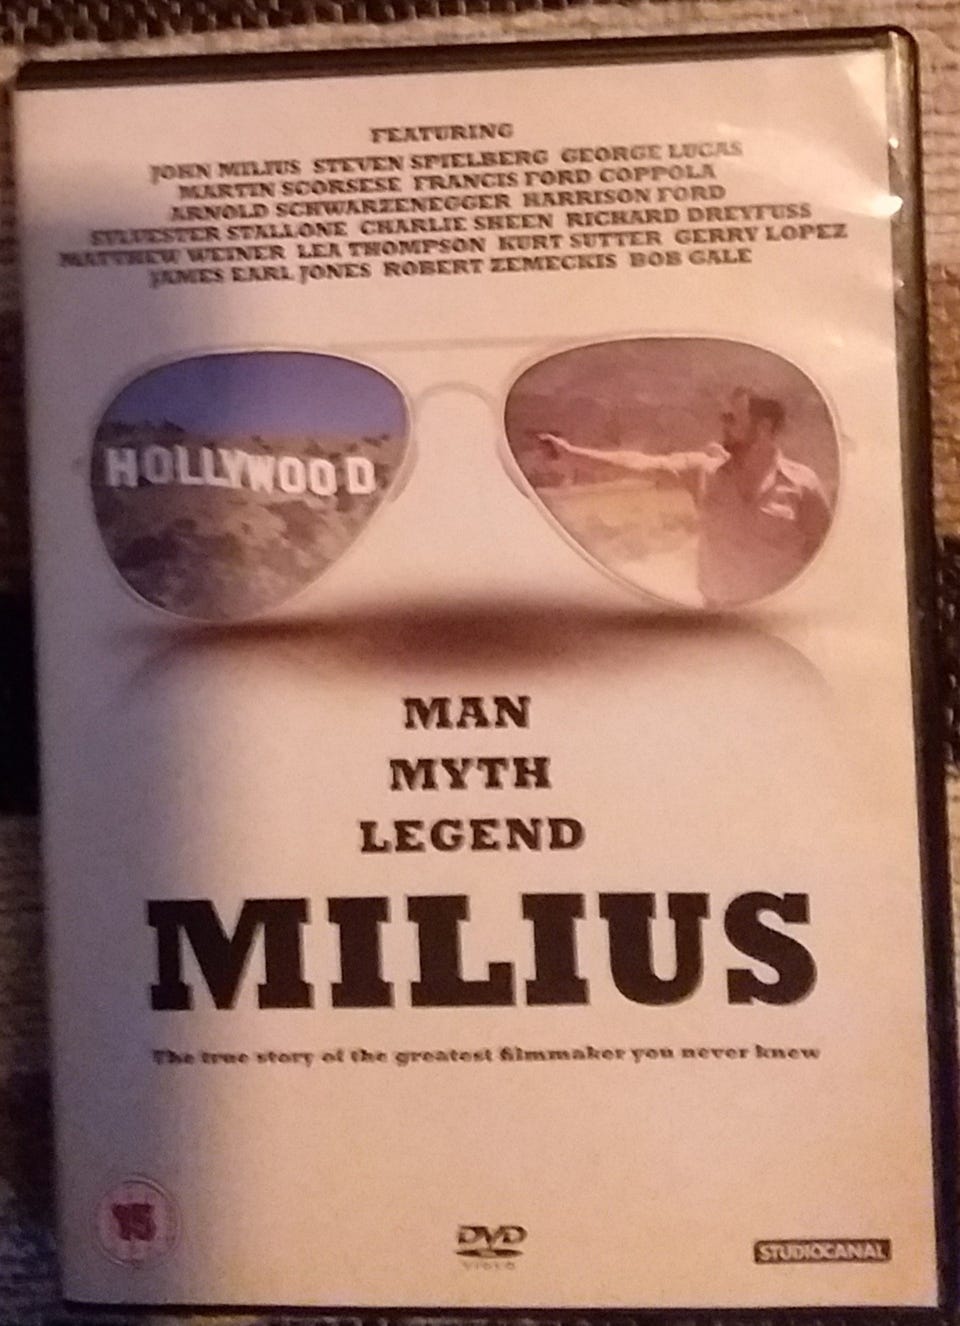 FEATURING
JOHN MILIUS STEVEN SPIELBERG GEORGE LUCAS
MARTIN SCORSESE FRANCIS FORD COPPOLA
ARNOLD SCHWARZENEGGER HARRISON FORD
SYLVESTER STALLONE CHARLIE SHEEN RICHARD DREYFUSS
MATTHEW WEINER LEA THOMPSON KURT SUTTER GERRY LOPEZ
JAMES EARL JONES ROBERT ZEMECKIS BOB GALE
HOLLYWOOD
MAN
MYTH
LEGEND
MILIUS
The true story of the greatest filmmaker you never knew
15
DVD
VIDEO
STUDIOCANAL